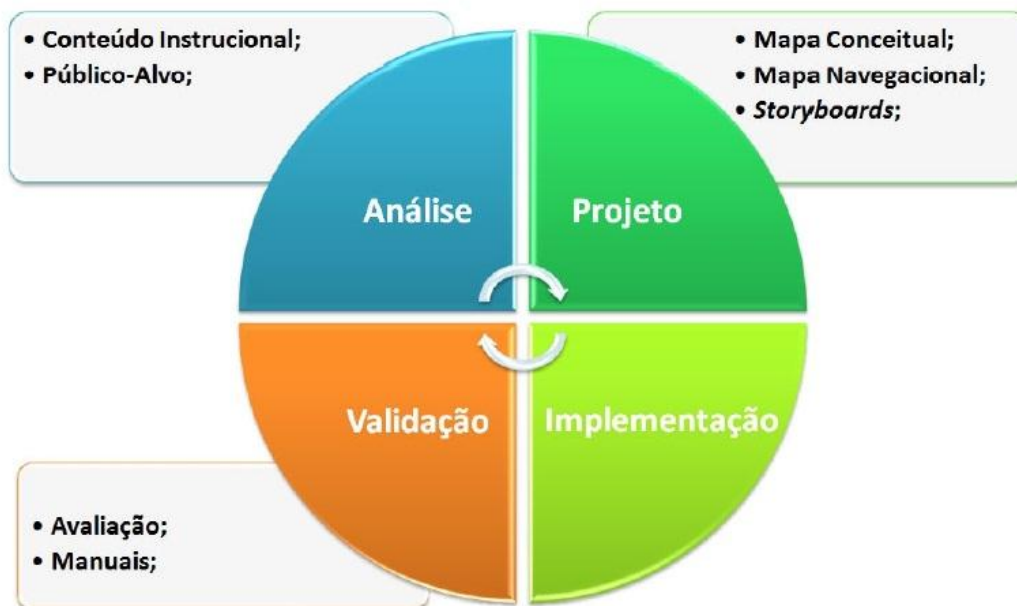 • Conteúdo Instrucional;
• Público-Alvo;
• Mapa Conceitual;
• Mapa Navegacional;
• Storyboards;
Análise
Projeto
Validação
Implementação
• Avaliação;
• Manuais;